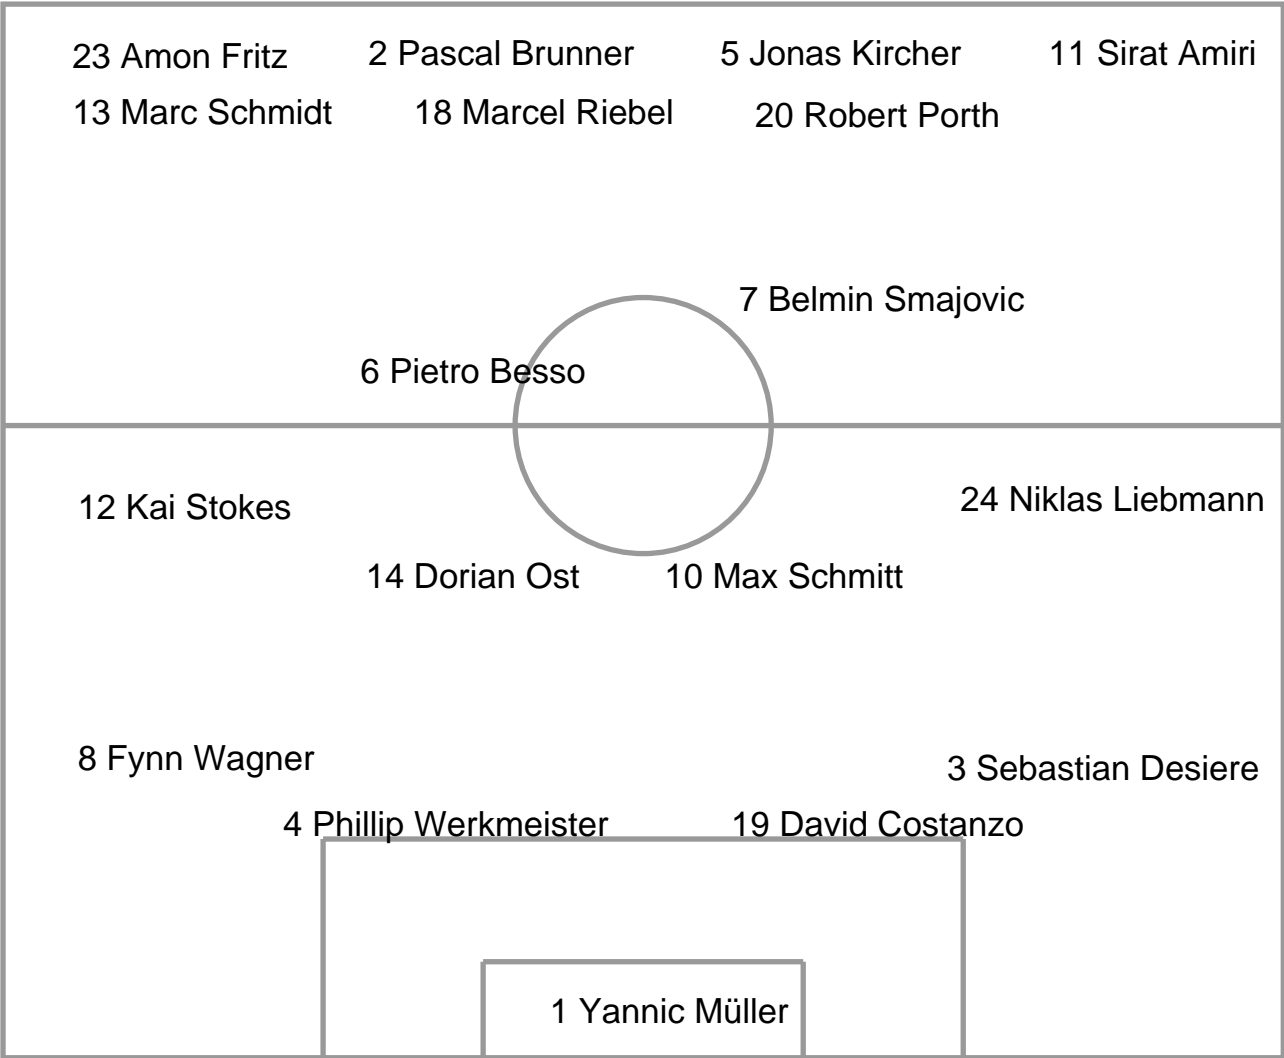 23 Amon Fritz 2 Pascal Brunner 5 Jonas Kircher 11 Sirat Amiri
13 Marc Schmidt 18 Marcel Riebel 20 Robert Porth
7 Belmin Smajovic
6 Pietro Besso
12 Kai Stokes 24 Niklas Liebmann
14 Dorian Ost 10 Max Schmitt
8 Fynn Wagner 3 Sebastian Desiere
4 Phillip Werkmeister 19 David Costanzo
1 Yannic Müller